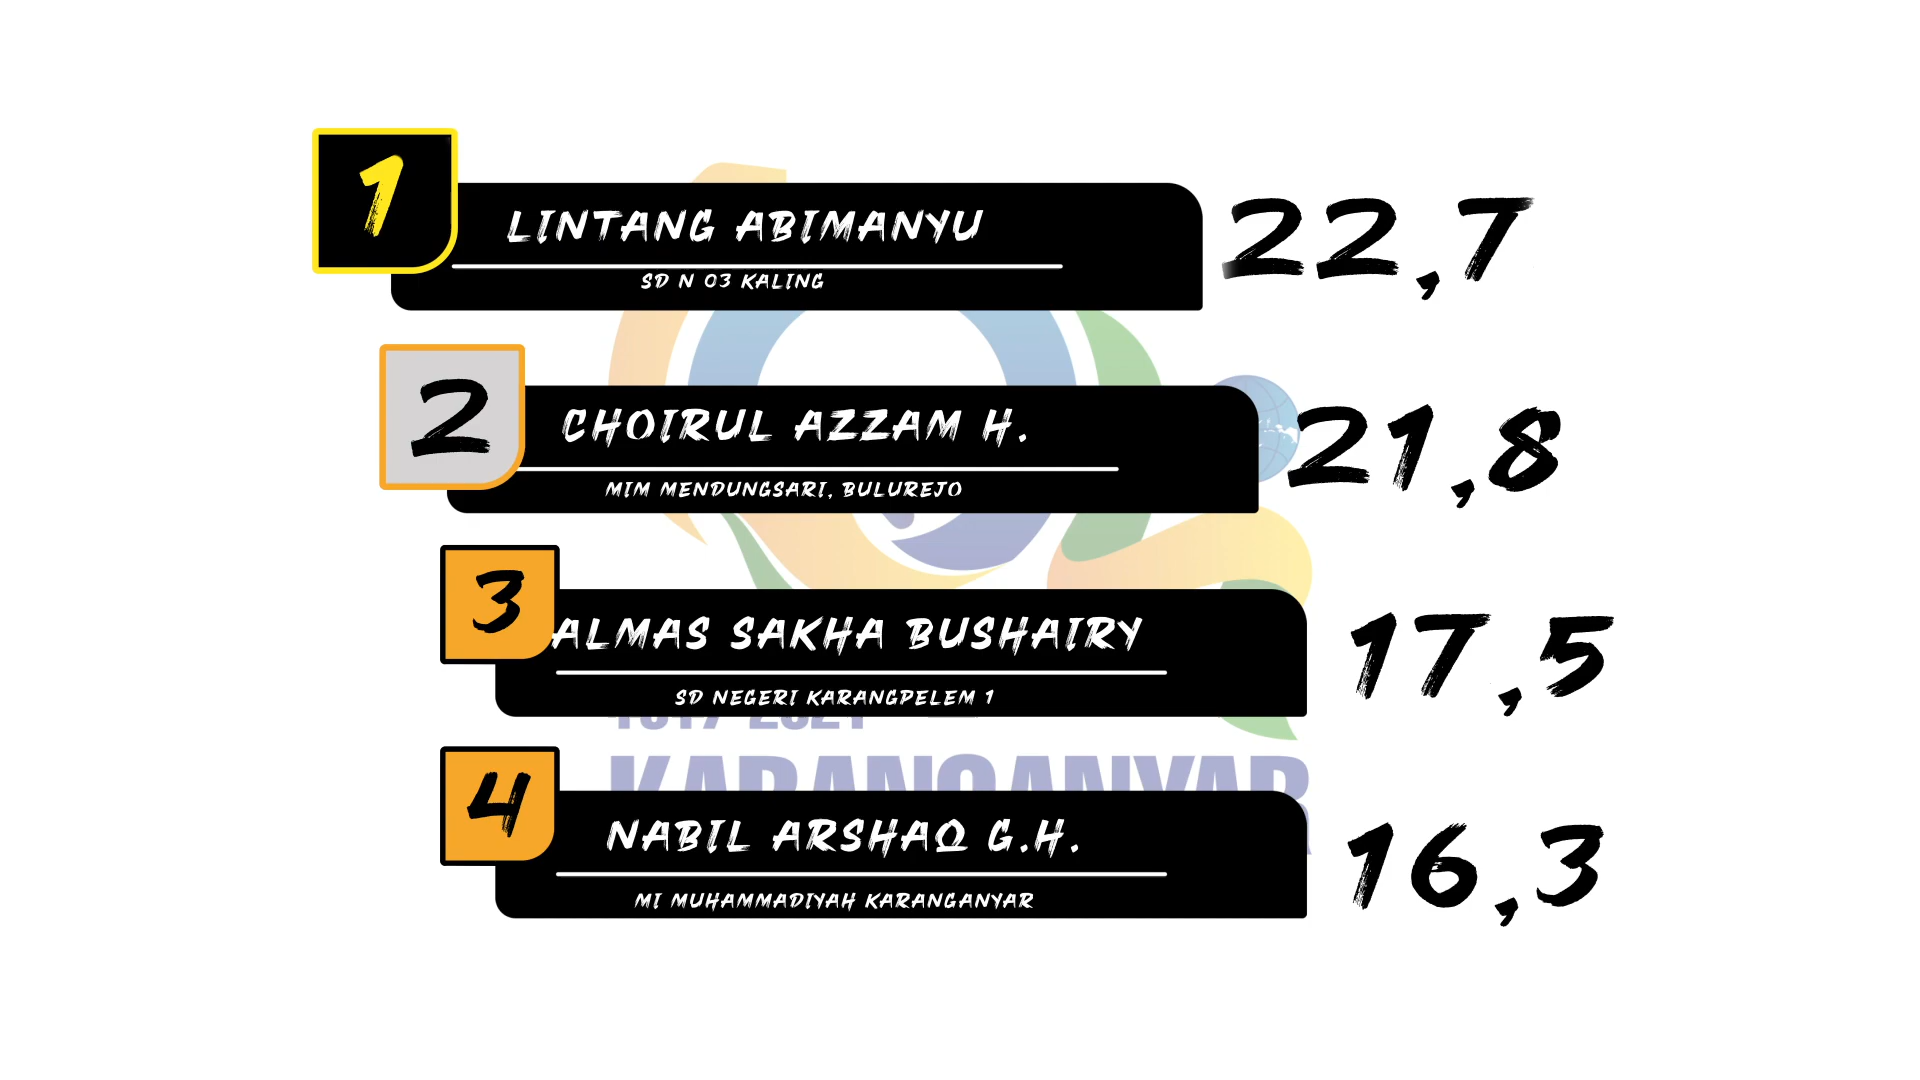 1
LINTANG ABIMANYU
SD N 03 KALING
22,7
2
CHOIRUL AZZAM H.
MIM MENDUNGSARI, BULUREJO
21,8
3
ALMAS SAKHA BUSHAIRY
SD NEGERI KARANGPELEM 1
17,5
KARANGANYAR
4
NABIL ARSHAQ G.H.
MI MUHAMMADIYAH KARANGANYAR
16,3